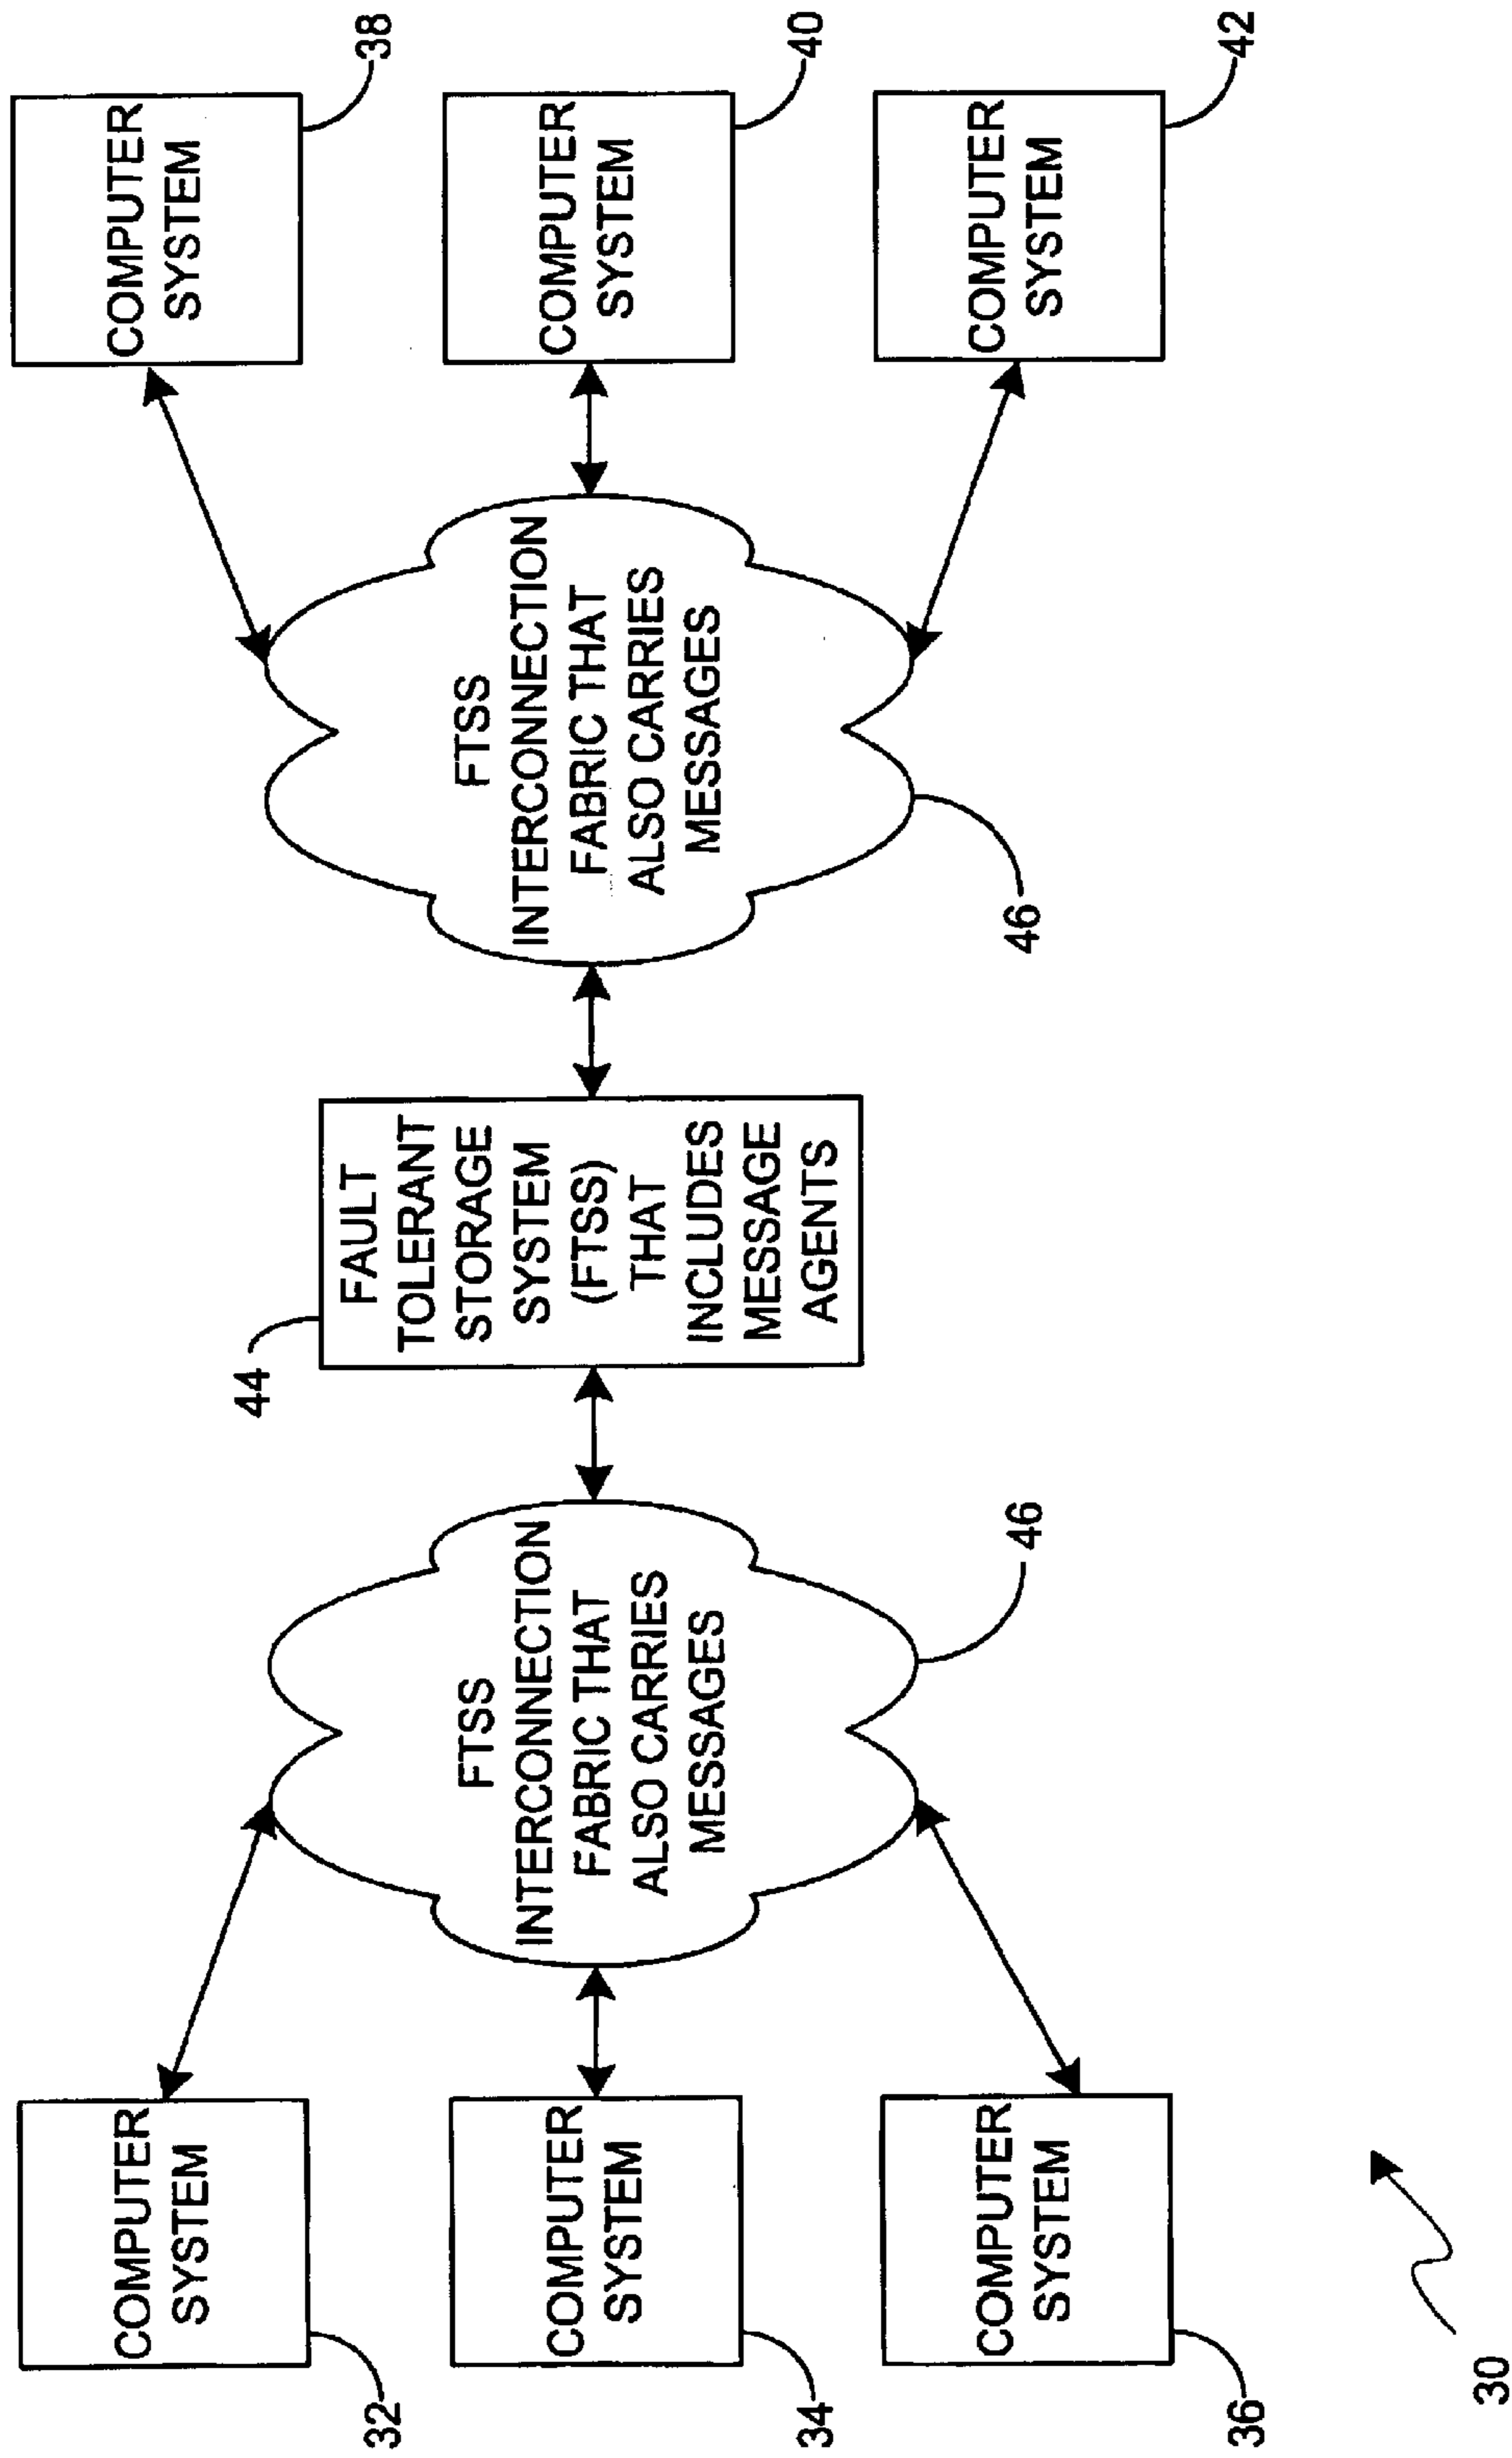 COMPUTER
SYSTEM
32
COMPUTER
SYSTEM
34
COMPUTER
SYSTEM
36
FTSS
INTERCONNECTION
FABRIC THAT
ALSO CARRIES
MESSAGES
46
44
FAULT
TOLERANT
STORAGE
SYSTEM
(FTSS)
THAT
INCLUDES
MESSAGE
AGENTS
FTSS
INTERCONNECTION
FABRIC THAT
ALSO CARRIES
MESSAGES
46
COMPUTER
SYSTEM
38
COMPUTER
SYSTEM
40
COMPUTER
SYSTEM
42
30